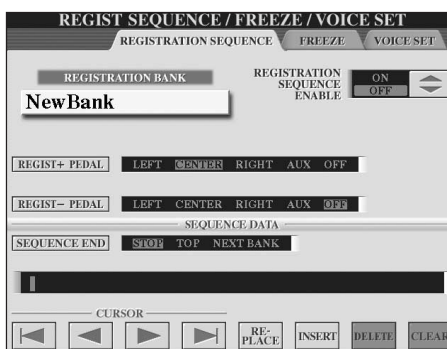 REGIST SEQUENCE / FREEZE / VOICE SET
REGISTRATION SEQUENCE FREEZE VOICE SET
REGISTRATION BANK
NewBank
REGISTRATION
SEQUENCE
ENABLE
ON
OFF
REGIST+ PEDAL LEFT CENTER RIGHT AUX OFF
REGIST− PEDAL LEFT CENTER RIGHT AUX OFF
SEQUENCE DATA
SEQUENCE END STOP TOP NEXT BANK
CURSOR
RE-
PLACE
INSERT
DELETE
CLEAR